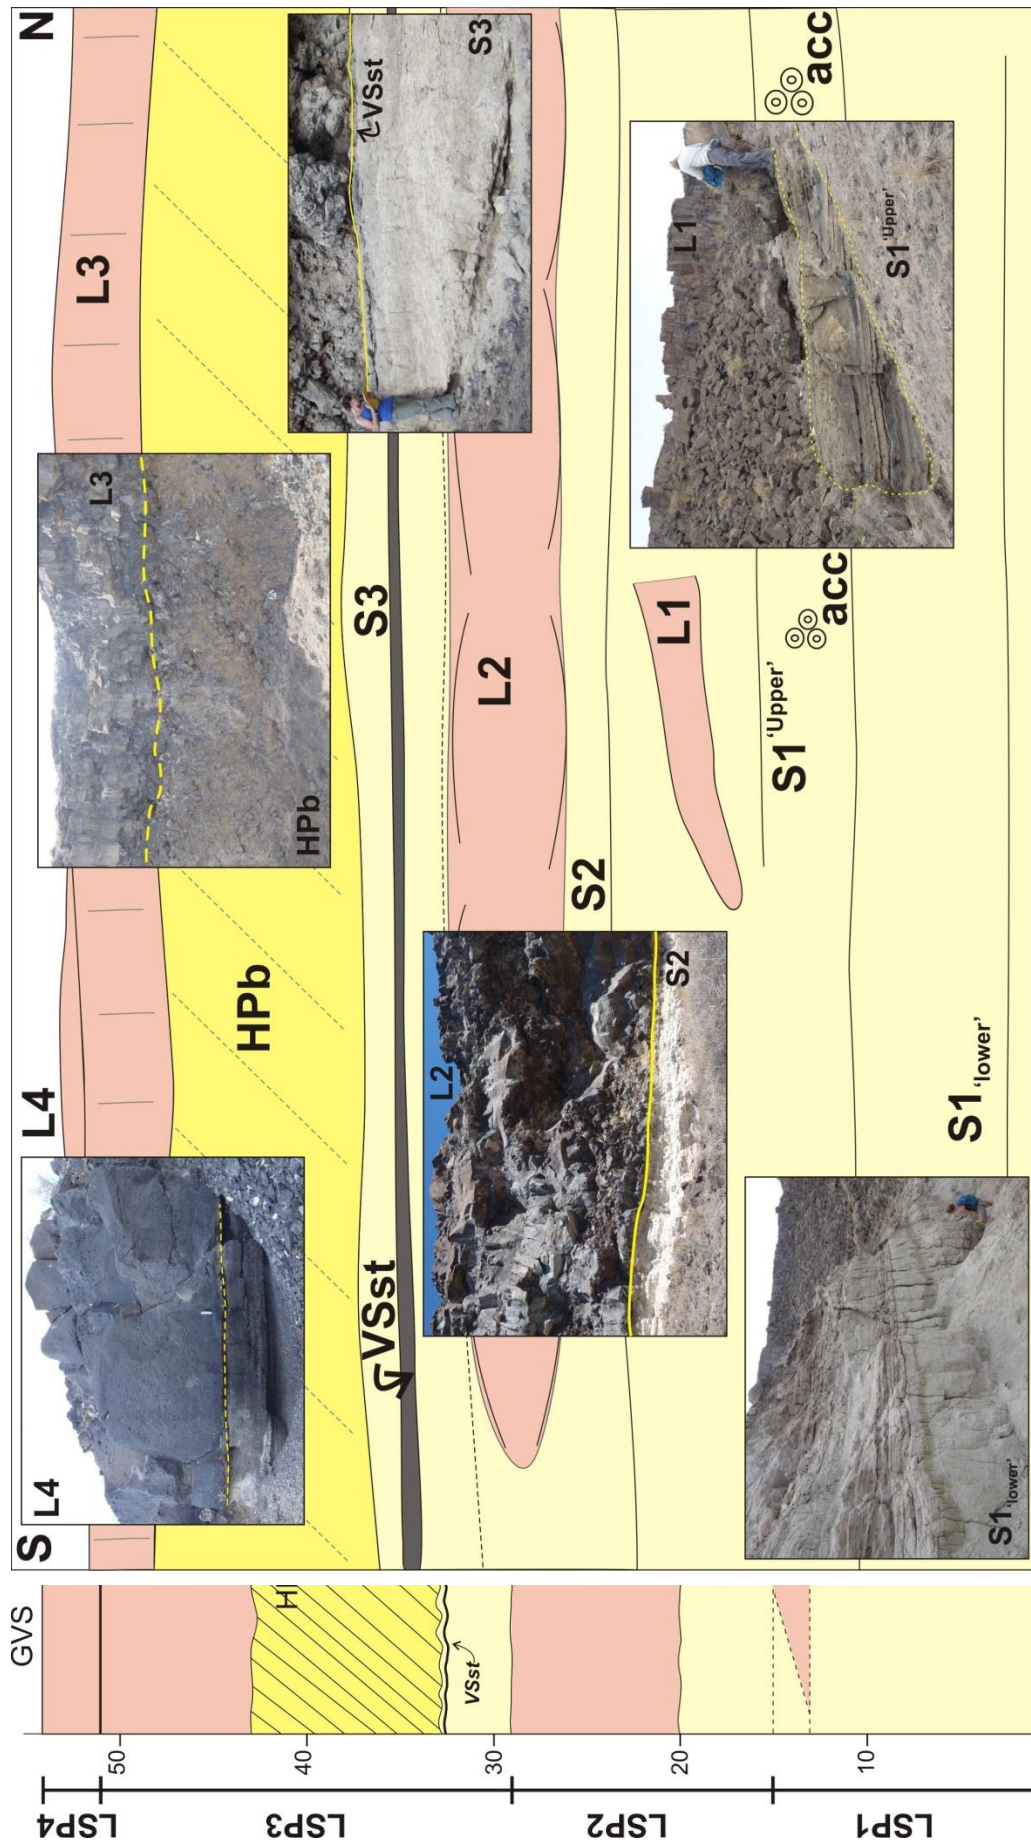 GVS
LSP4
LSP3
LSP2
LSP1
50
40
30
20
10
VSst
S
N
L4
L4
L3
L3
HPb
HPb
VSst
S3
VSst
S3
L2
L2
S2
S2
L1
L1
S1 'Upper'
S1 'Upper'
acc
acc
S1 'lower'
S1 'lower'